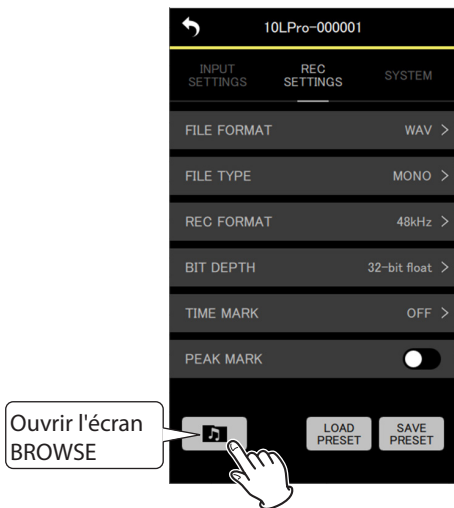 10LPro-000001
INPUT SETTINGS
REC SETTINGS
SYSTEM
FILE FORMAT WAV >
FILE TYPE MONO >
REC FORMAT 48kHz >
BIT DEPTH 32-bit float >
TIME MARK OFF >
PEAK MARK
Ouvrir l'écran
BROWSE
LOAD
PRESET
SAVE
PRESET